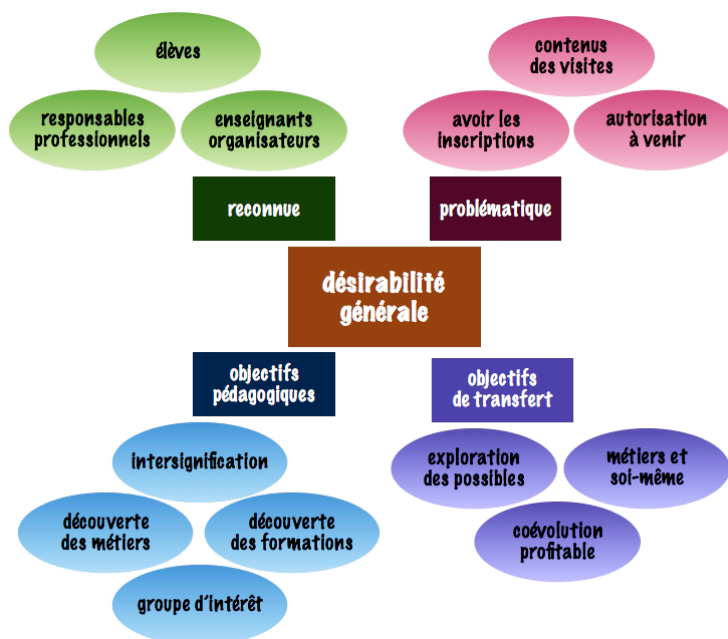 élèves
responsables
professionnels
enseignants
organisateurs
reconnue
contenus
des visites
avoir les
inscriptions
autorisation
à venir
problématique
désirabilité
générale
objectifs
pédagogiques
intersignification
découverte
des métiers
découverte
des formations
groupe d'intérêt
objectifs
de transfert
exploration
des possibles
métiers et
soi-même
coévolution
profitable